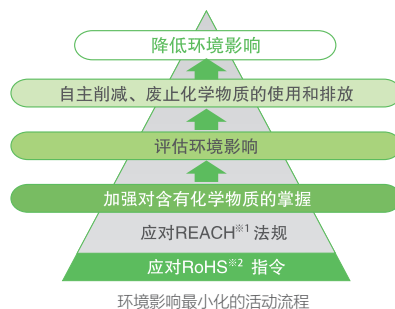 降低环境影响
自主削减、废止化学物质的使用和排放
评估环境影响
加强对含有化学物质的掌握
应对REACH※1 法规
应对RoHS※2 指令
环境影响最小化的活动流程